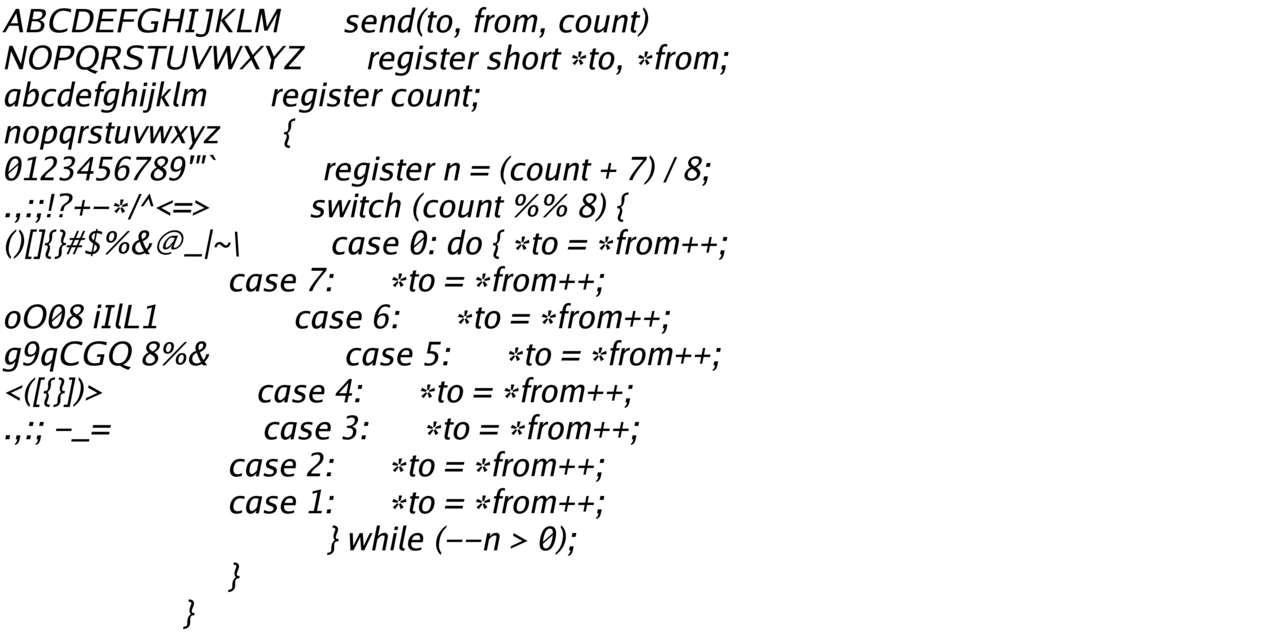 ABCDEFGHIJKLM send(to, from, count)
NOPQRSTUVWXYZ register short *to, *from;
abcdefghijklm register count;
nopqrstuvwxyz {
0123456789'"` register n = (count + 7) / 8;
.,:;!?+-*/^<=> switch (count %% 8) {
()[]{}#$%&@_|~\ case 0: do { *to = *from++;
case 7: *to = *from++;
oO08 iIlL1 case 6: *to = *from++;
g9qCGQ 8%& case 5: *to = *from++;
<([{}])> case 4: *to = *from++;
.,:; -_= case 3: *to = *from++;
case 2: *to = *from++;
case 1: *to = *from++;
} while (--n > 0);
}
}